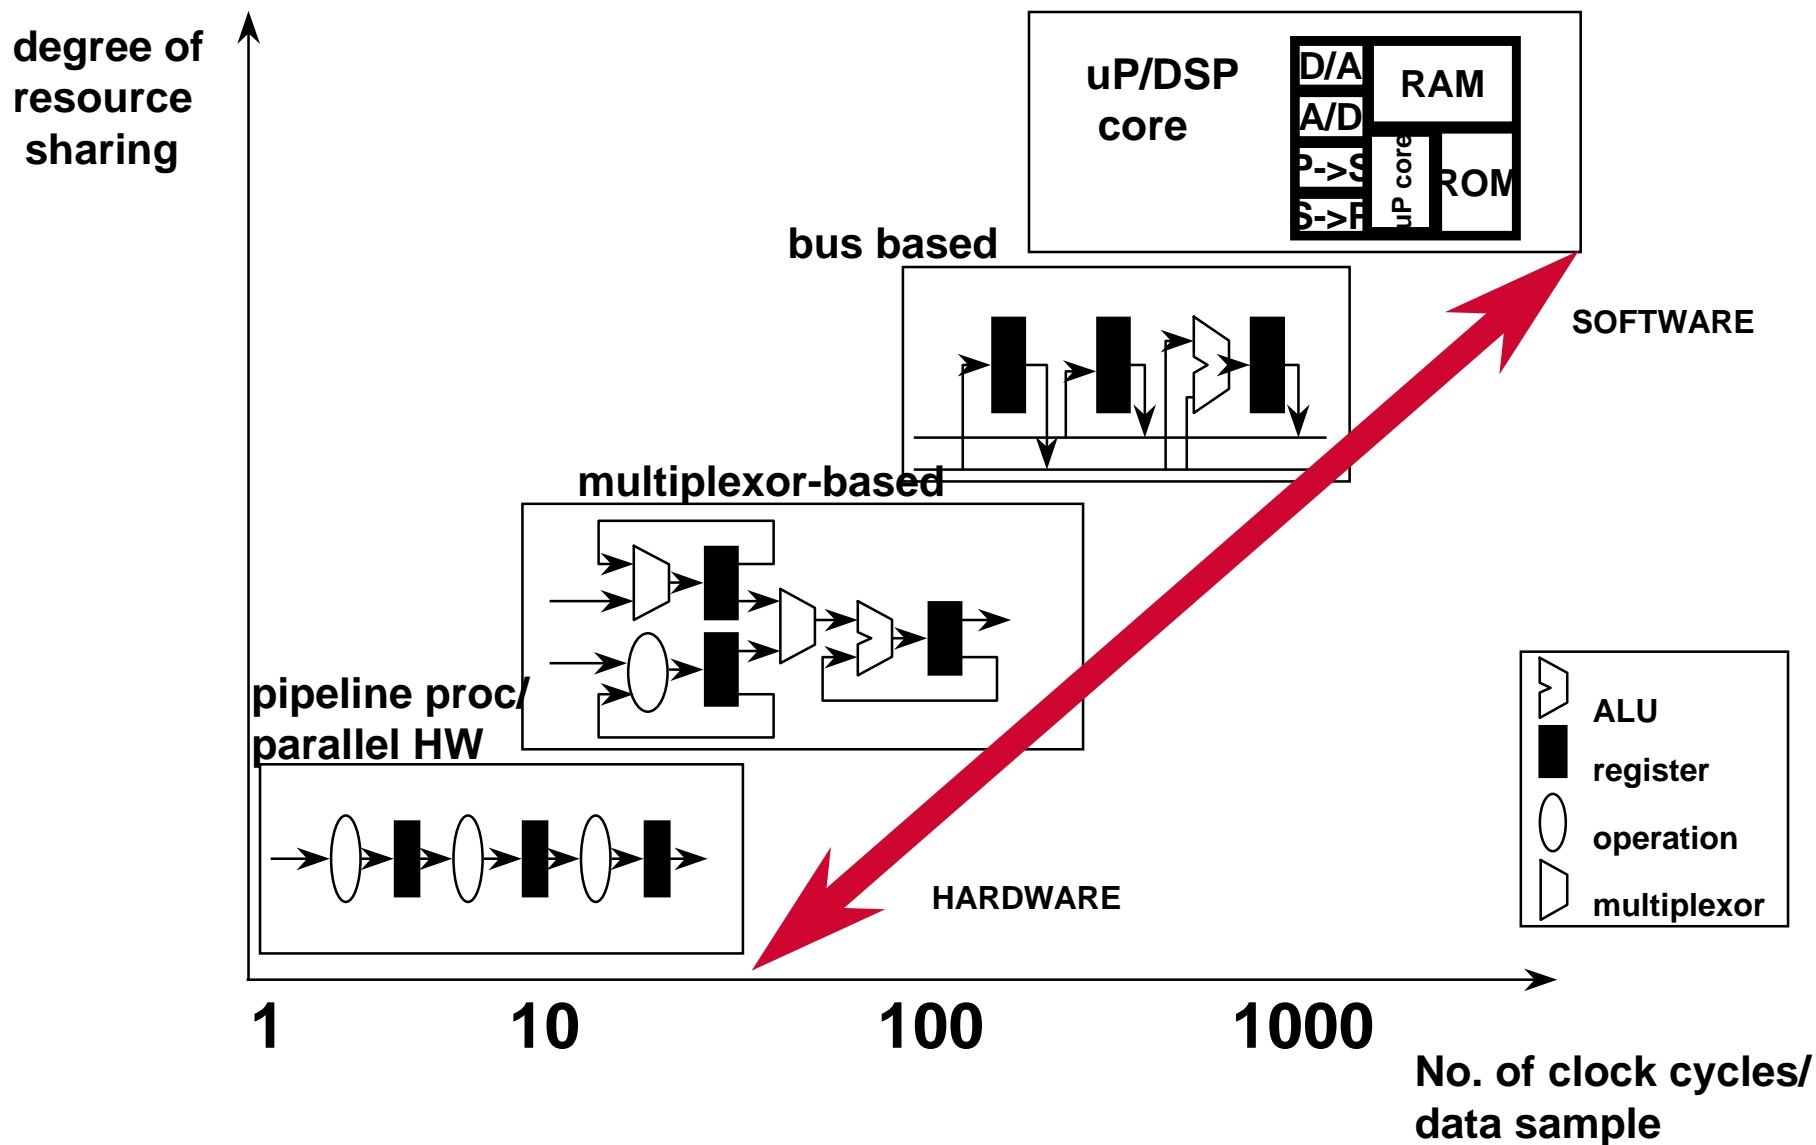 degree of
resource
sharing
uP/DSP
core
D/A
A/D
P->S
S->P
RAM
uP core
ROM
bus based
SOFTWARE
multiplexor-based
pipeline proc/
parallel HW
HARDWARE
ALU
register
operation
multiplexor
1 10 100 1000
No. of clock cycles/
data sample